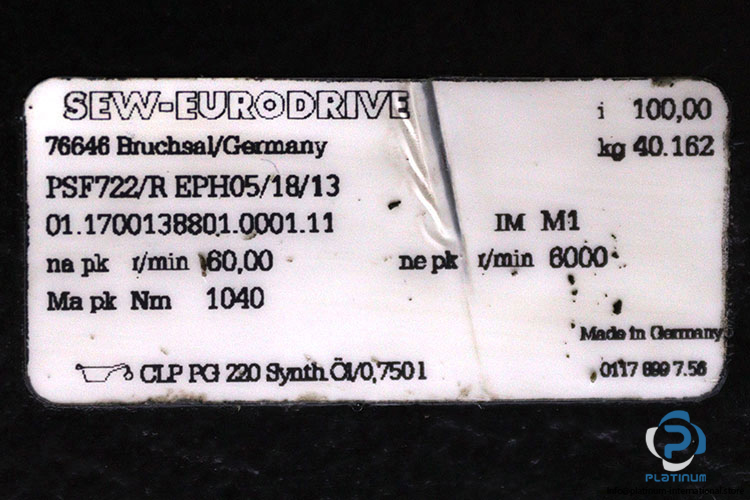 SEW-EURODRIVE
i 100,00
76646 Bruchsal/Germany
kg 40.162
PSF722/R EPH05/18/13
01.1700138801.0001.11
IM M1
na pk r/min 60,00
ne pk r/min 6000
Ma pk Nm 1040
Made in Germany
CLP PG 220 Synth.Öl/0,750 l
0117 899 7.56
PLATINUM